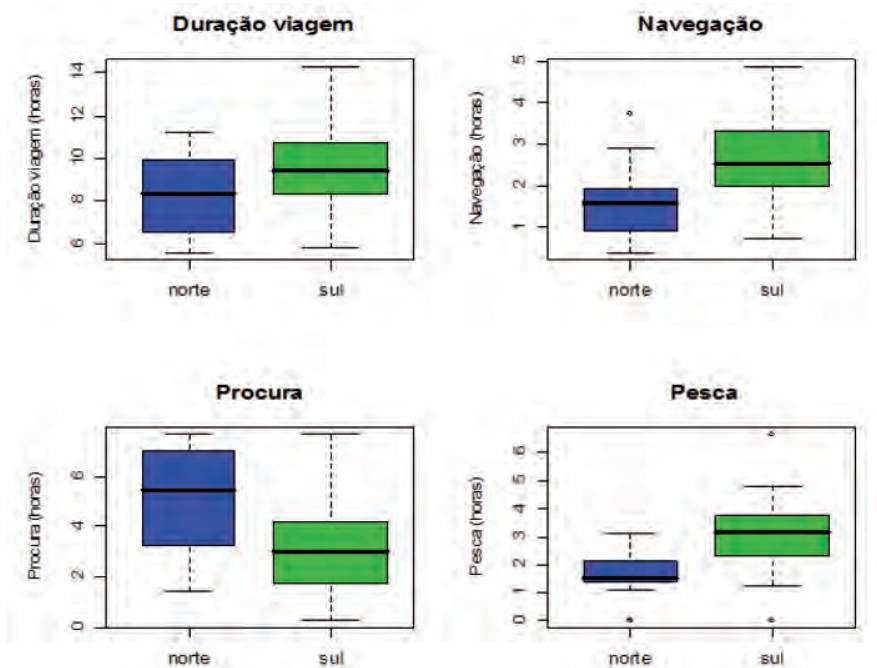 Duração viagem
Duração viagem (horas)
14
12
10
8
6
norte
sul
Navegação
Navegação (horas)
5
4
3
2
1
norte
sul
Procura
Procura (horas)
6
4
2
0
norte
sul
Pesca
Pesca (horas)
6
5
4
3
2
1
0
norte
sul